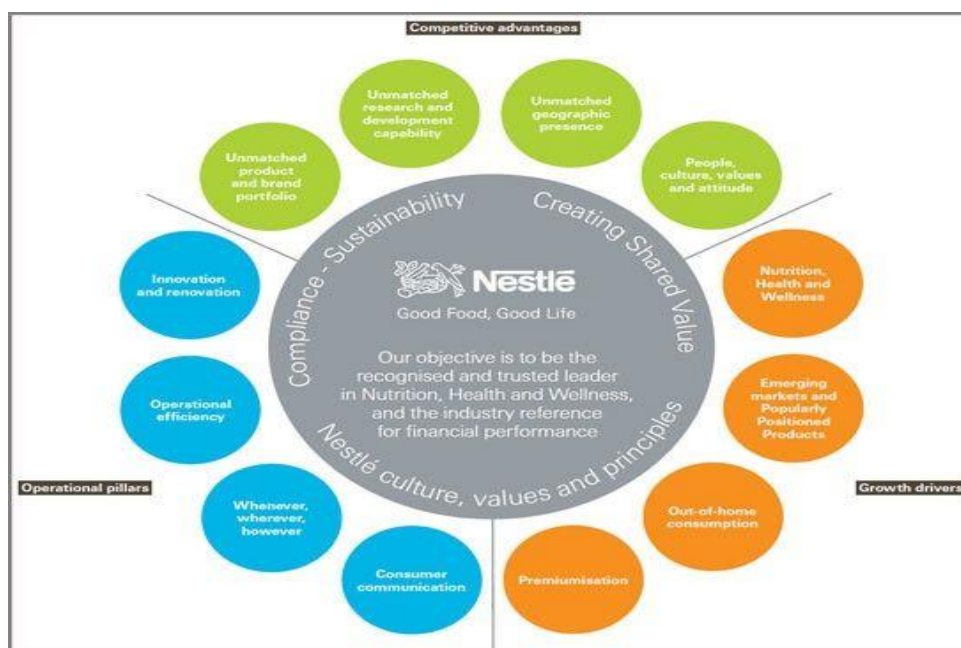 Competitive advantages
Unmatched
research and
development
capability
Unmatched
geographic
presence
Unmatched
product
and brand
portfolio
People,
culture, values
and attitude
Innovation
and renovation
Nutrition,
Health and
Wellness
Operational
efficiency
Emerging
markets and
Popularly
Positioned
Products
Operational pillars
Growth drivers
Whenever,
wherever,
however
Out-of-home
consumption
Consumer
communication
Premiumisation
Compliance - Sustainability
Creating Shared Value
Nestlé
Good Food, Good Life
Our objective is to be the
recognised and trusted leader
in Nutrition, Health and Wellness,
and the industry reference
for financial performance
Nestlé culture, values and principles